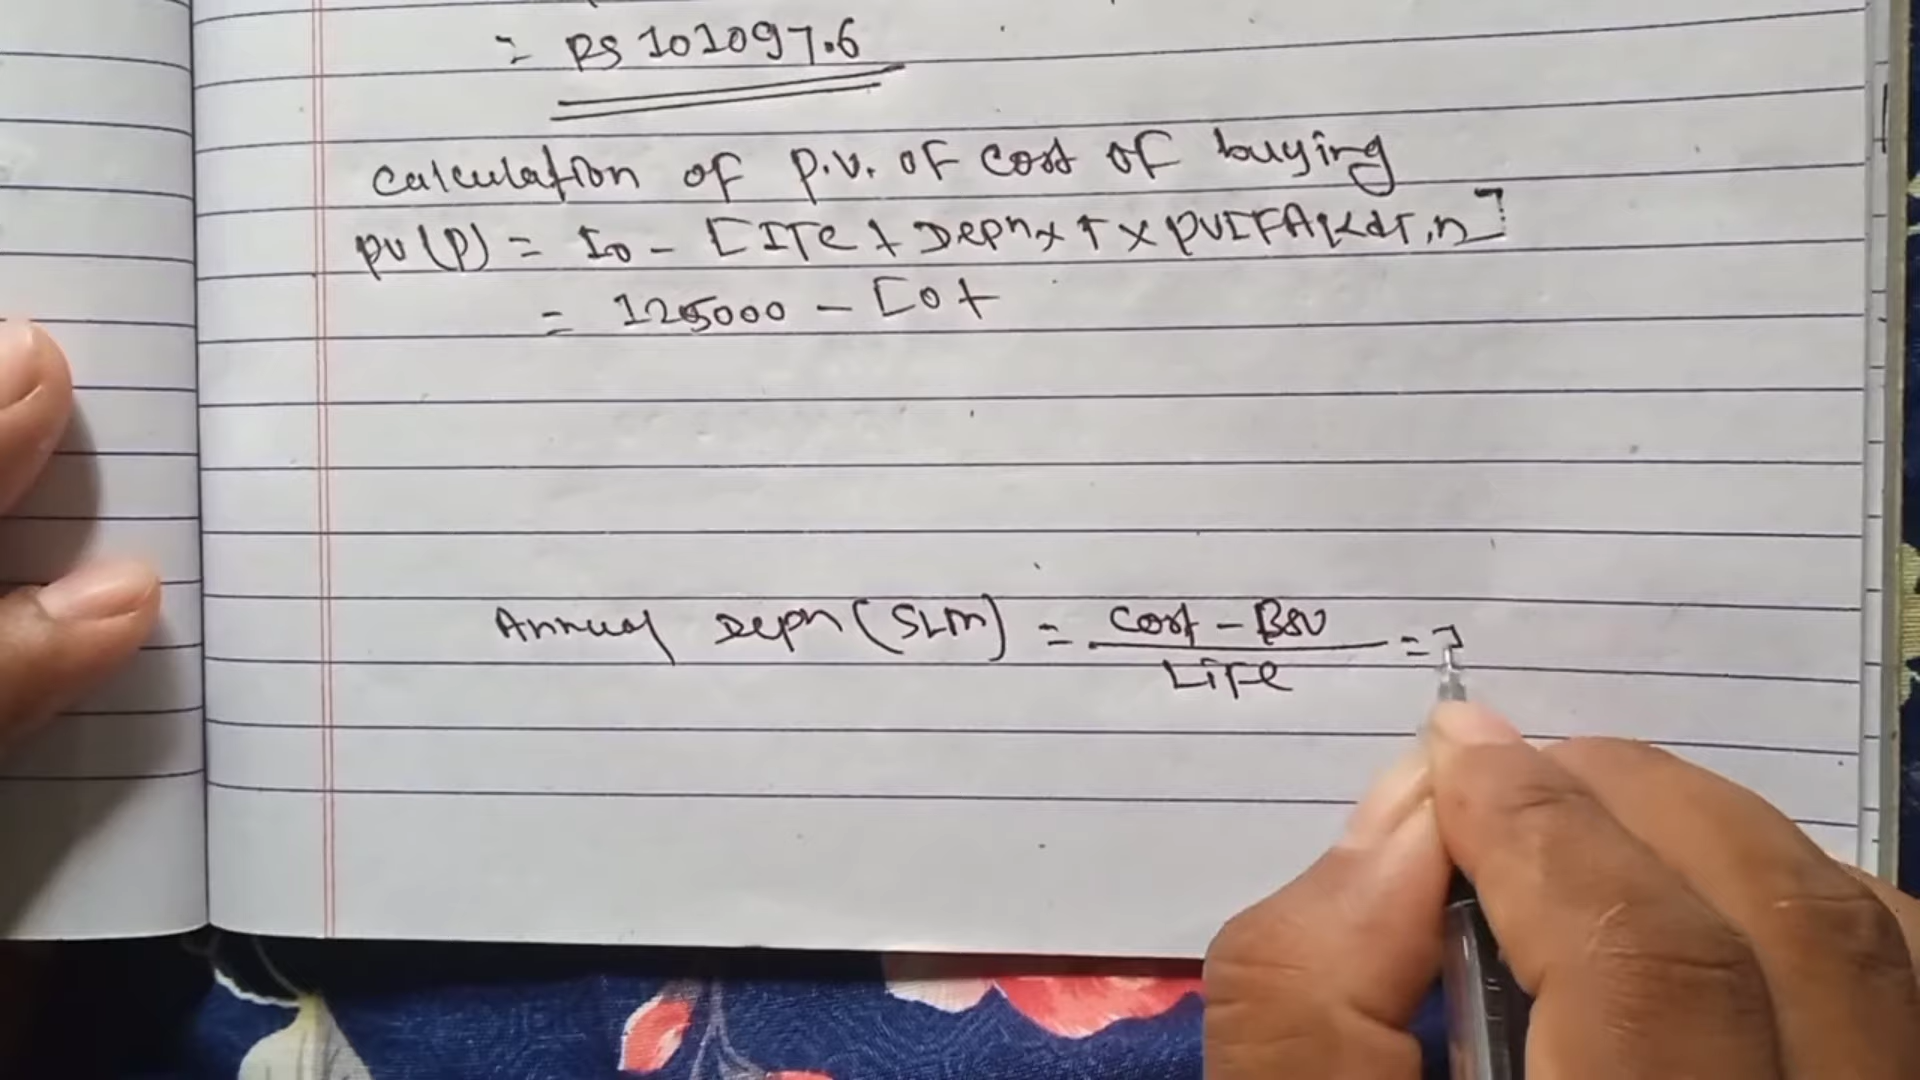 = Rs 101097.6
Calculation of P.V. of Cost of buying
PV(P) = I0 - [ITC + Depn x T x PVIFA Kdt, n]
= 125000 - [0 +
Annual Depn (SLM) = Cost - BSV
Life
=